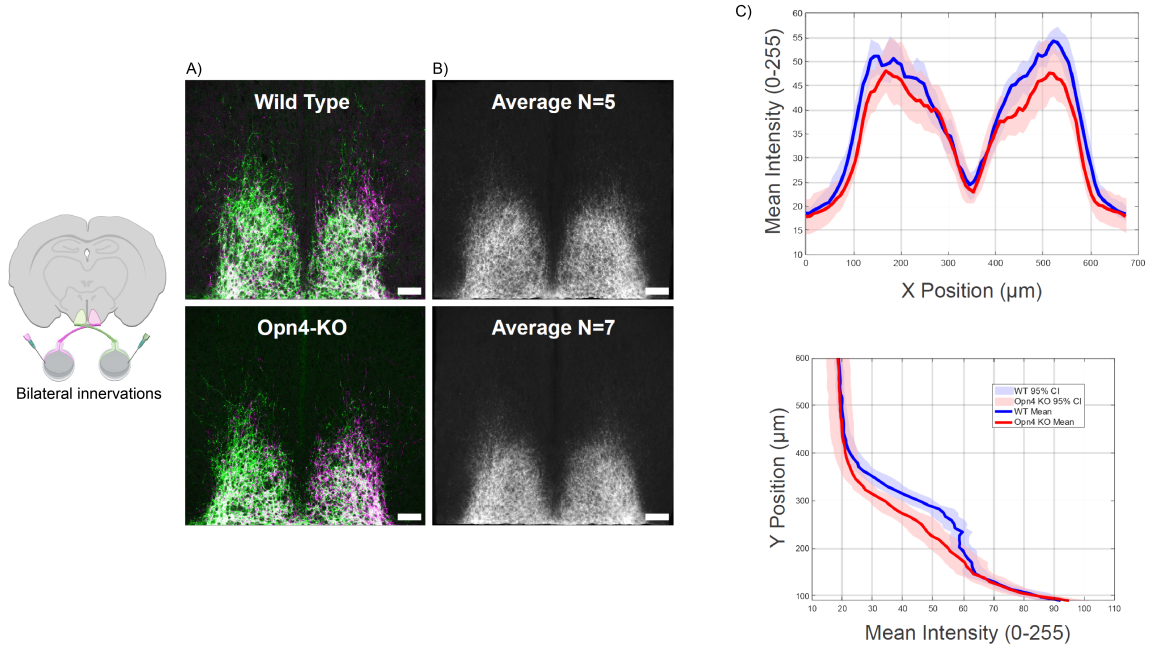 Bilateral innervations
A)
Wild Type
Opn4-KO
B)
Average N=5
Average N=7
C)
Mean Intensity (0-255)
60
55
50
45
40
35
30
25
20
15
10
0
100
200
300
400
500
600
700
X Position (µm)
Y Position (µm)
600
500
400
300
200
100
WT 95% CI
Opn4 KO 95% CI
WT Mean
Opn4 KO Mean
10
20
30
40
50
60
70
80
90
100
110
Mean Intensity (0-255)